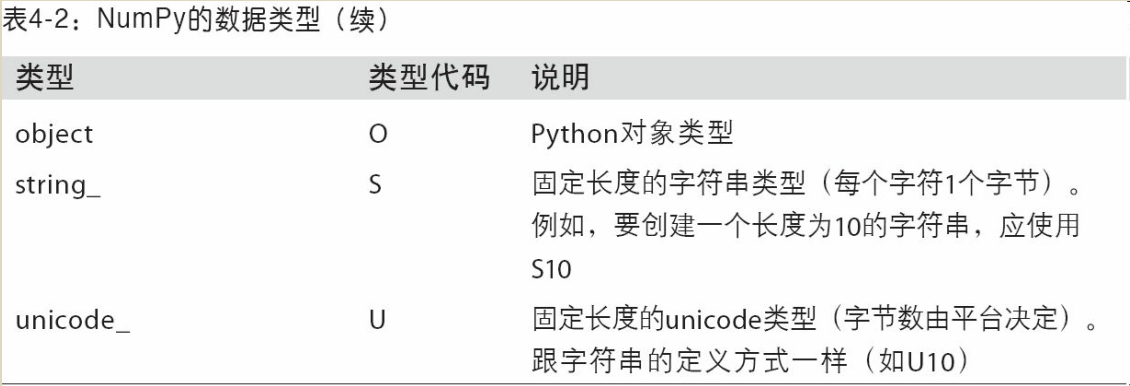 表4-2：NumPy的数据类型（续）
类型 类型代码 说明
object O Python对象类型
string_ S 固定长度的字符串类型（每个字符1个字节）。
例如，要创建一个长度为10的字符串，应使用
S10
unicode_ U 固定长度的unicode类型（字节数由平台决定）。
跟字符串的定义方式一样（如U10）